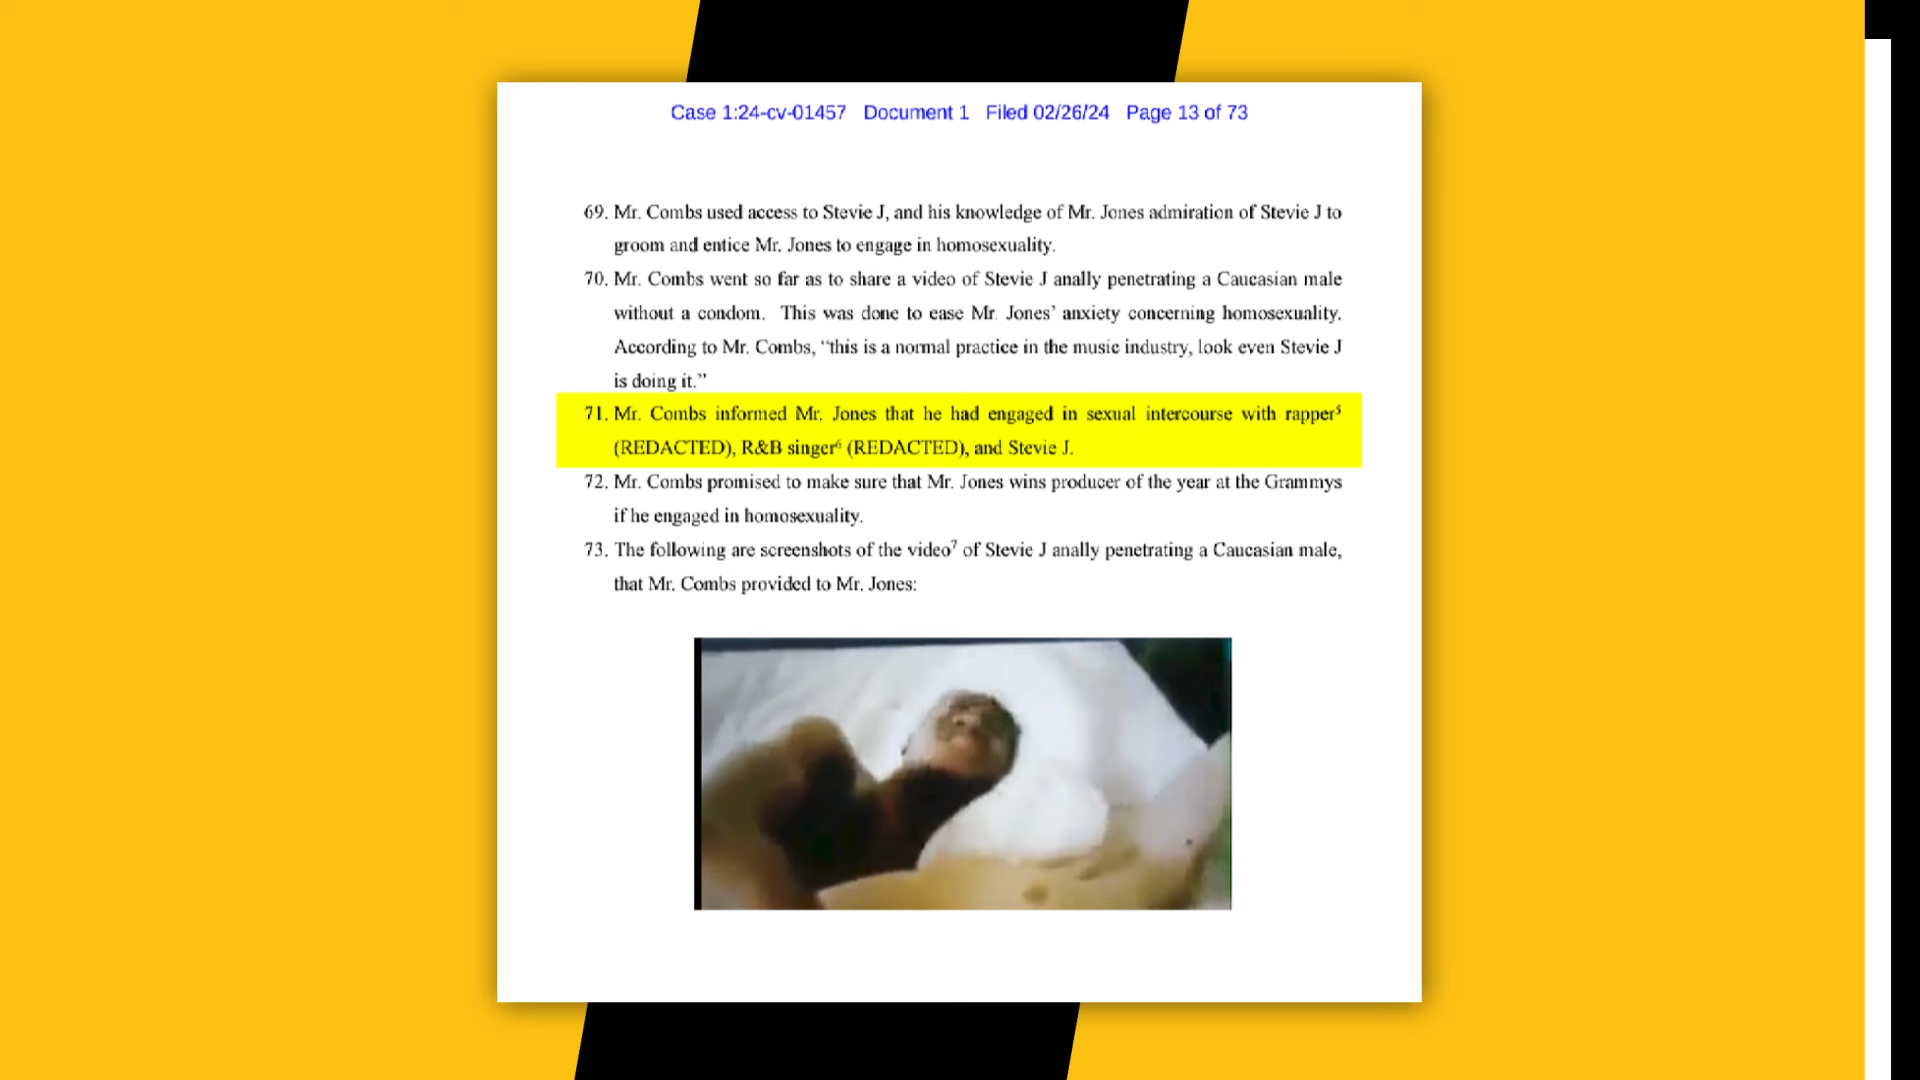 Case 1:24-cv-01457 Document 1 Filed 02/26/24 Page 13 of 73
69. Mr. Combs used access to Stevie J, and his knowledge of Mr. Jones admiration of Stevie J to
groom and entice Mr. Jones to engage in homosexuality.
70. Mr. Combs went so far as to share a video of Stevie J anally penetrating a Caucasian male
without a condom. This was done to ease Mr. Jones’ anxiety concerning homosexuality.
According to Mr. Combs, “this is a normal practice in the music industry, look even Stevie J
is doing it.”
71. Mr. Combs informed Mr. Jones that he had engaged in sexual intercourse with rapper⁵
(REDACTED), R&B singer⁶ (REDACTED), and Stevie J.
72. Mr. Combs promised to make sure that Mr. Jones wins producer of the year at the Grammys
if he engaged in homosexuality.
73. The following are screenshots of the video⁷ of Stevie J anally penetrating a Caucasian male,
that Mr. Combs provided to Mr. Jones: